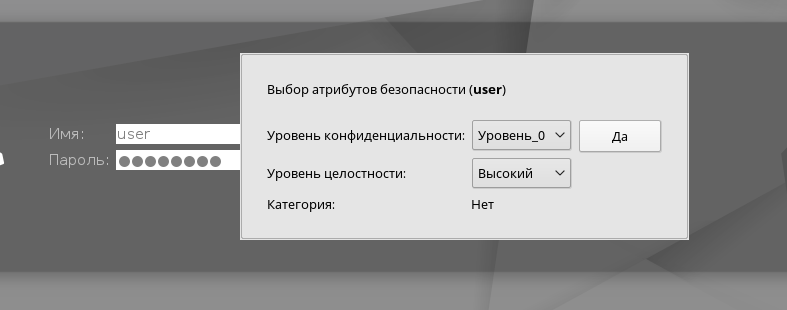 Выбор атрибутов безопасности (user)
Имя: user
Пароль:
Уровень конфиденциальности: Уровень_0 Да
Уровень целостности: Высокий
Категория: Нет